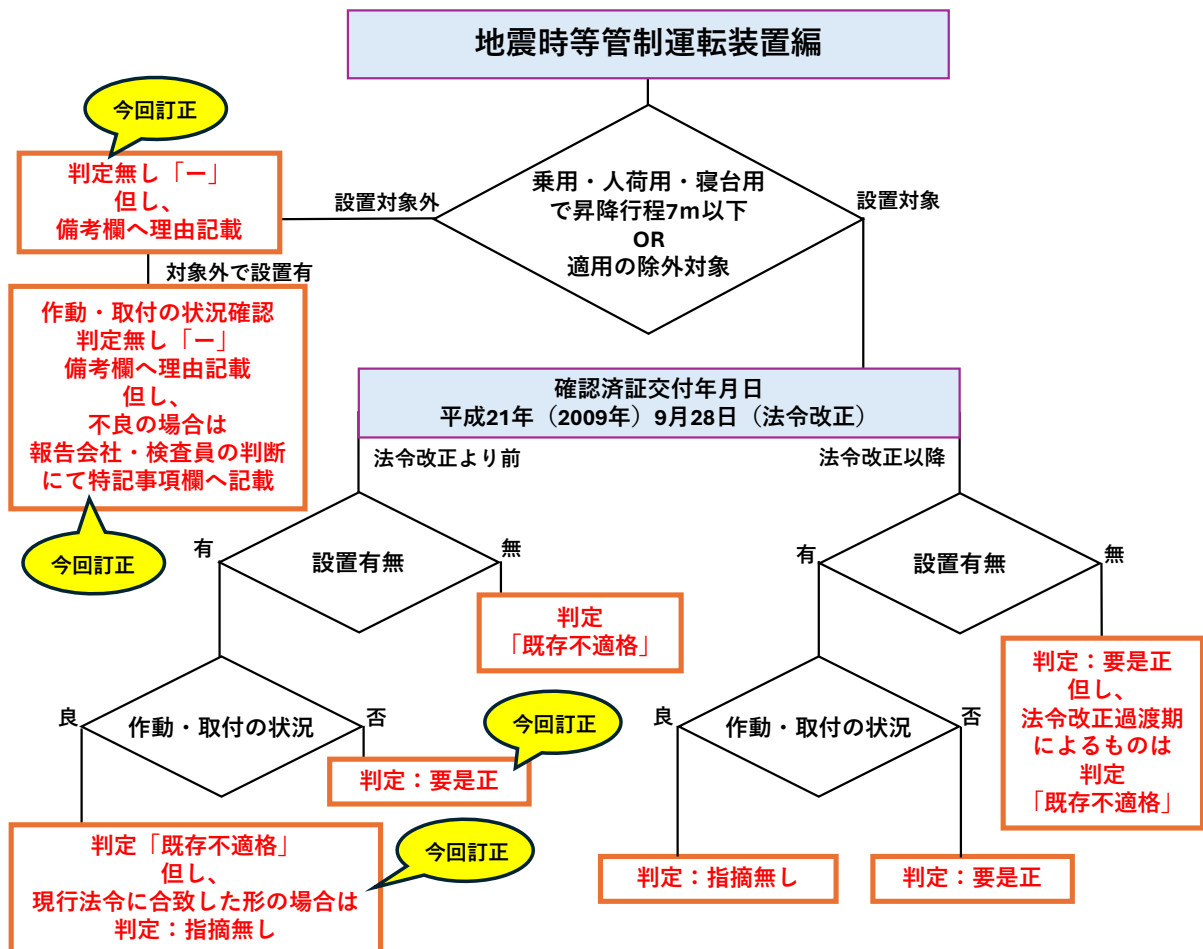 地震時等管制運転装置編
今回訂正
判定無し「ー」
但し、
備考欄へ理由記載
設置対象外
乗用・人荷用・寝台用
で昇降行程7m以下
OR
適用の除外対象
設置対象
対象外で設置有
作動・取付の状況確認
判定無し「ー」
備考欄へ理由記載
但し、
不良の場合は
報告会社・検査員の判断
にて特記事項欄へ記載
今回訂正
確認済証交付年月日
平成21年（2009年）9月28日（法令改正）
法令改正より前
法令改正以降
有
設置有無
無
判定
「既存不適格」
良
作動・取付の状況
否
今回訂正
判定：要是正
判定「既存不適格」
但し、
現行法令に合致した形の場合は
判定：指摘無し
今回訂正
有
設置有無
無
判定：要是正
但し、
法令改正過渡期
によるものは
判定
「既存不適格」
良
作動・取付の状況
否
判定：指摘無し
判定：要是正